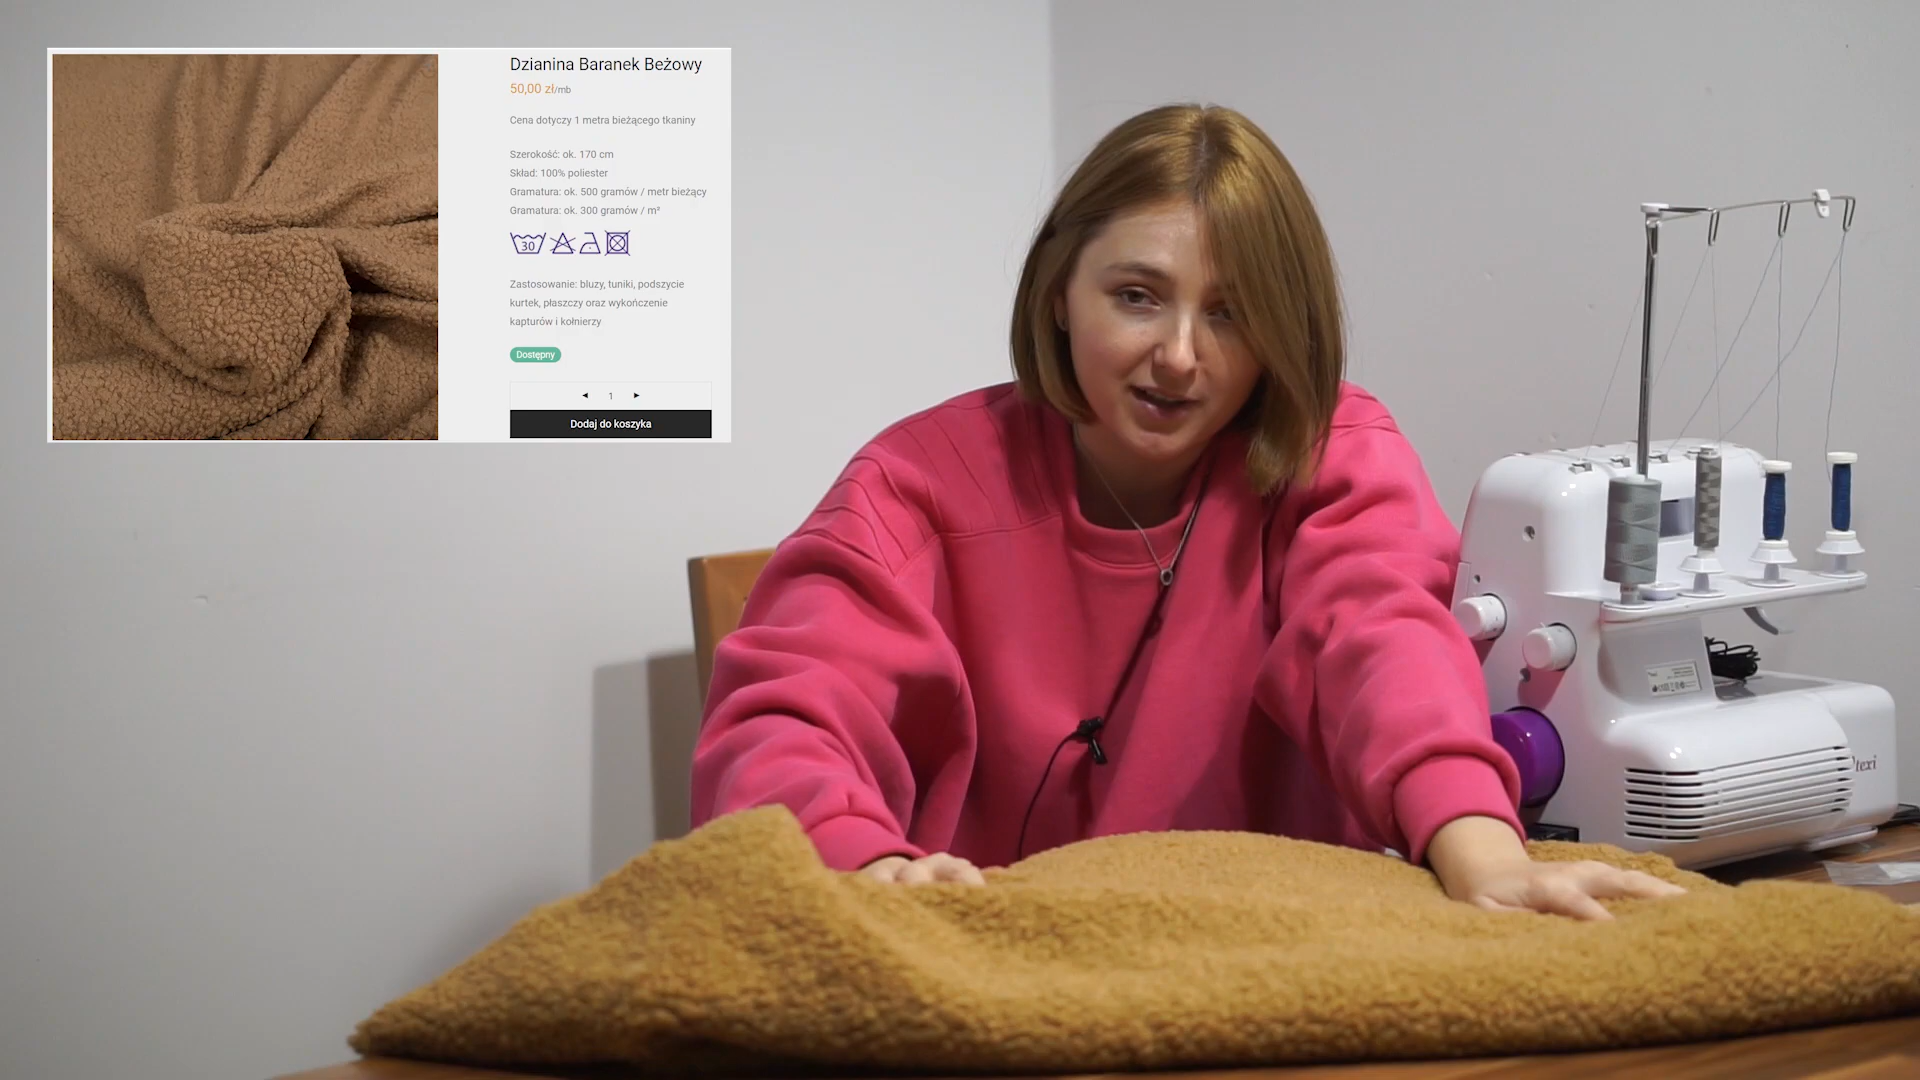 Dzianina Baranek Beżowy
50,00 zł/mb
Cena dotyczy 1 metra bieżącego tkaniny
Szerokość: ok. 170 cm
Skład: 100% poliester
Gramatura: ok. 500 gramów / metr bieżący
Gramatura: ok. 300 gramów / m²
30
Zastosowanie: bluzy, tuniki, podszycie
kurtek, płaszczy oraz wykończenie
kapturów i kołnierzy
Dostępny
1
Dodaj do koszyka
texi